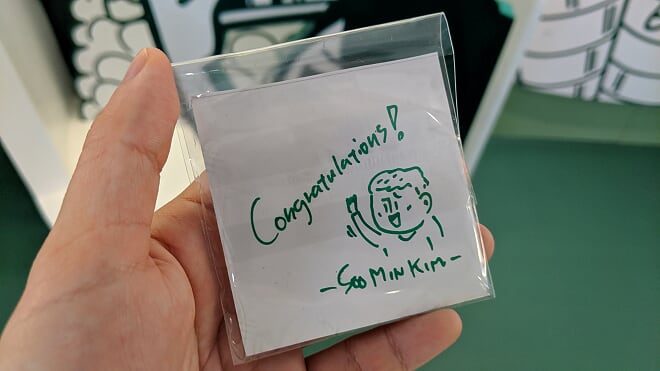 Congratulations!
- SOO MIN KIM -